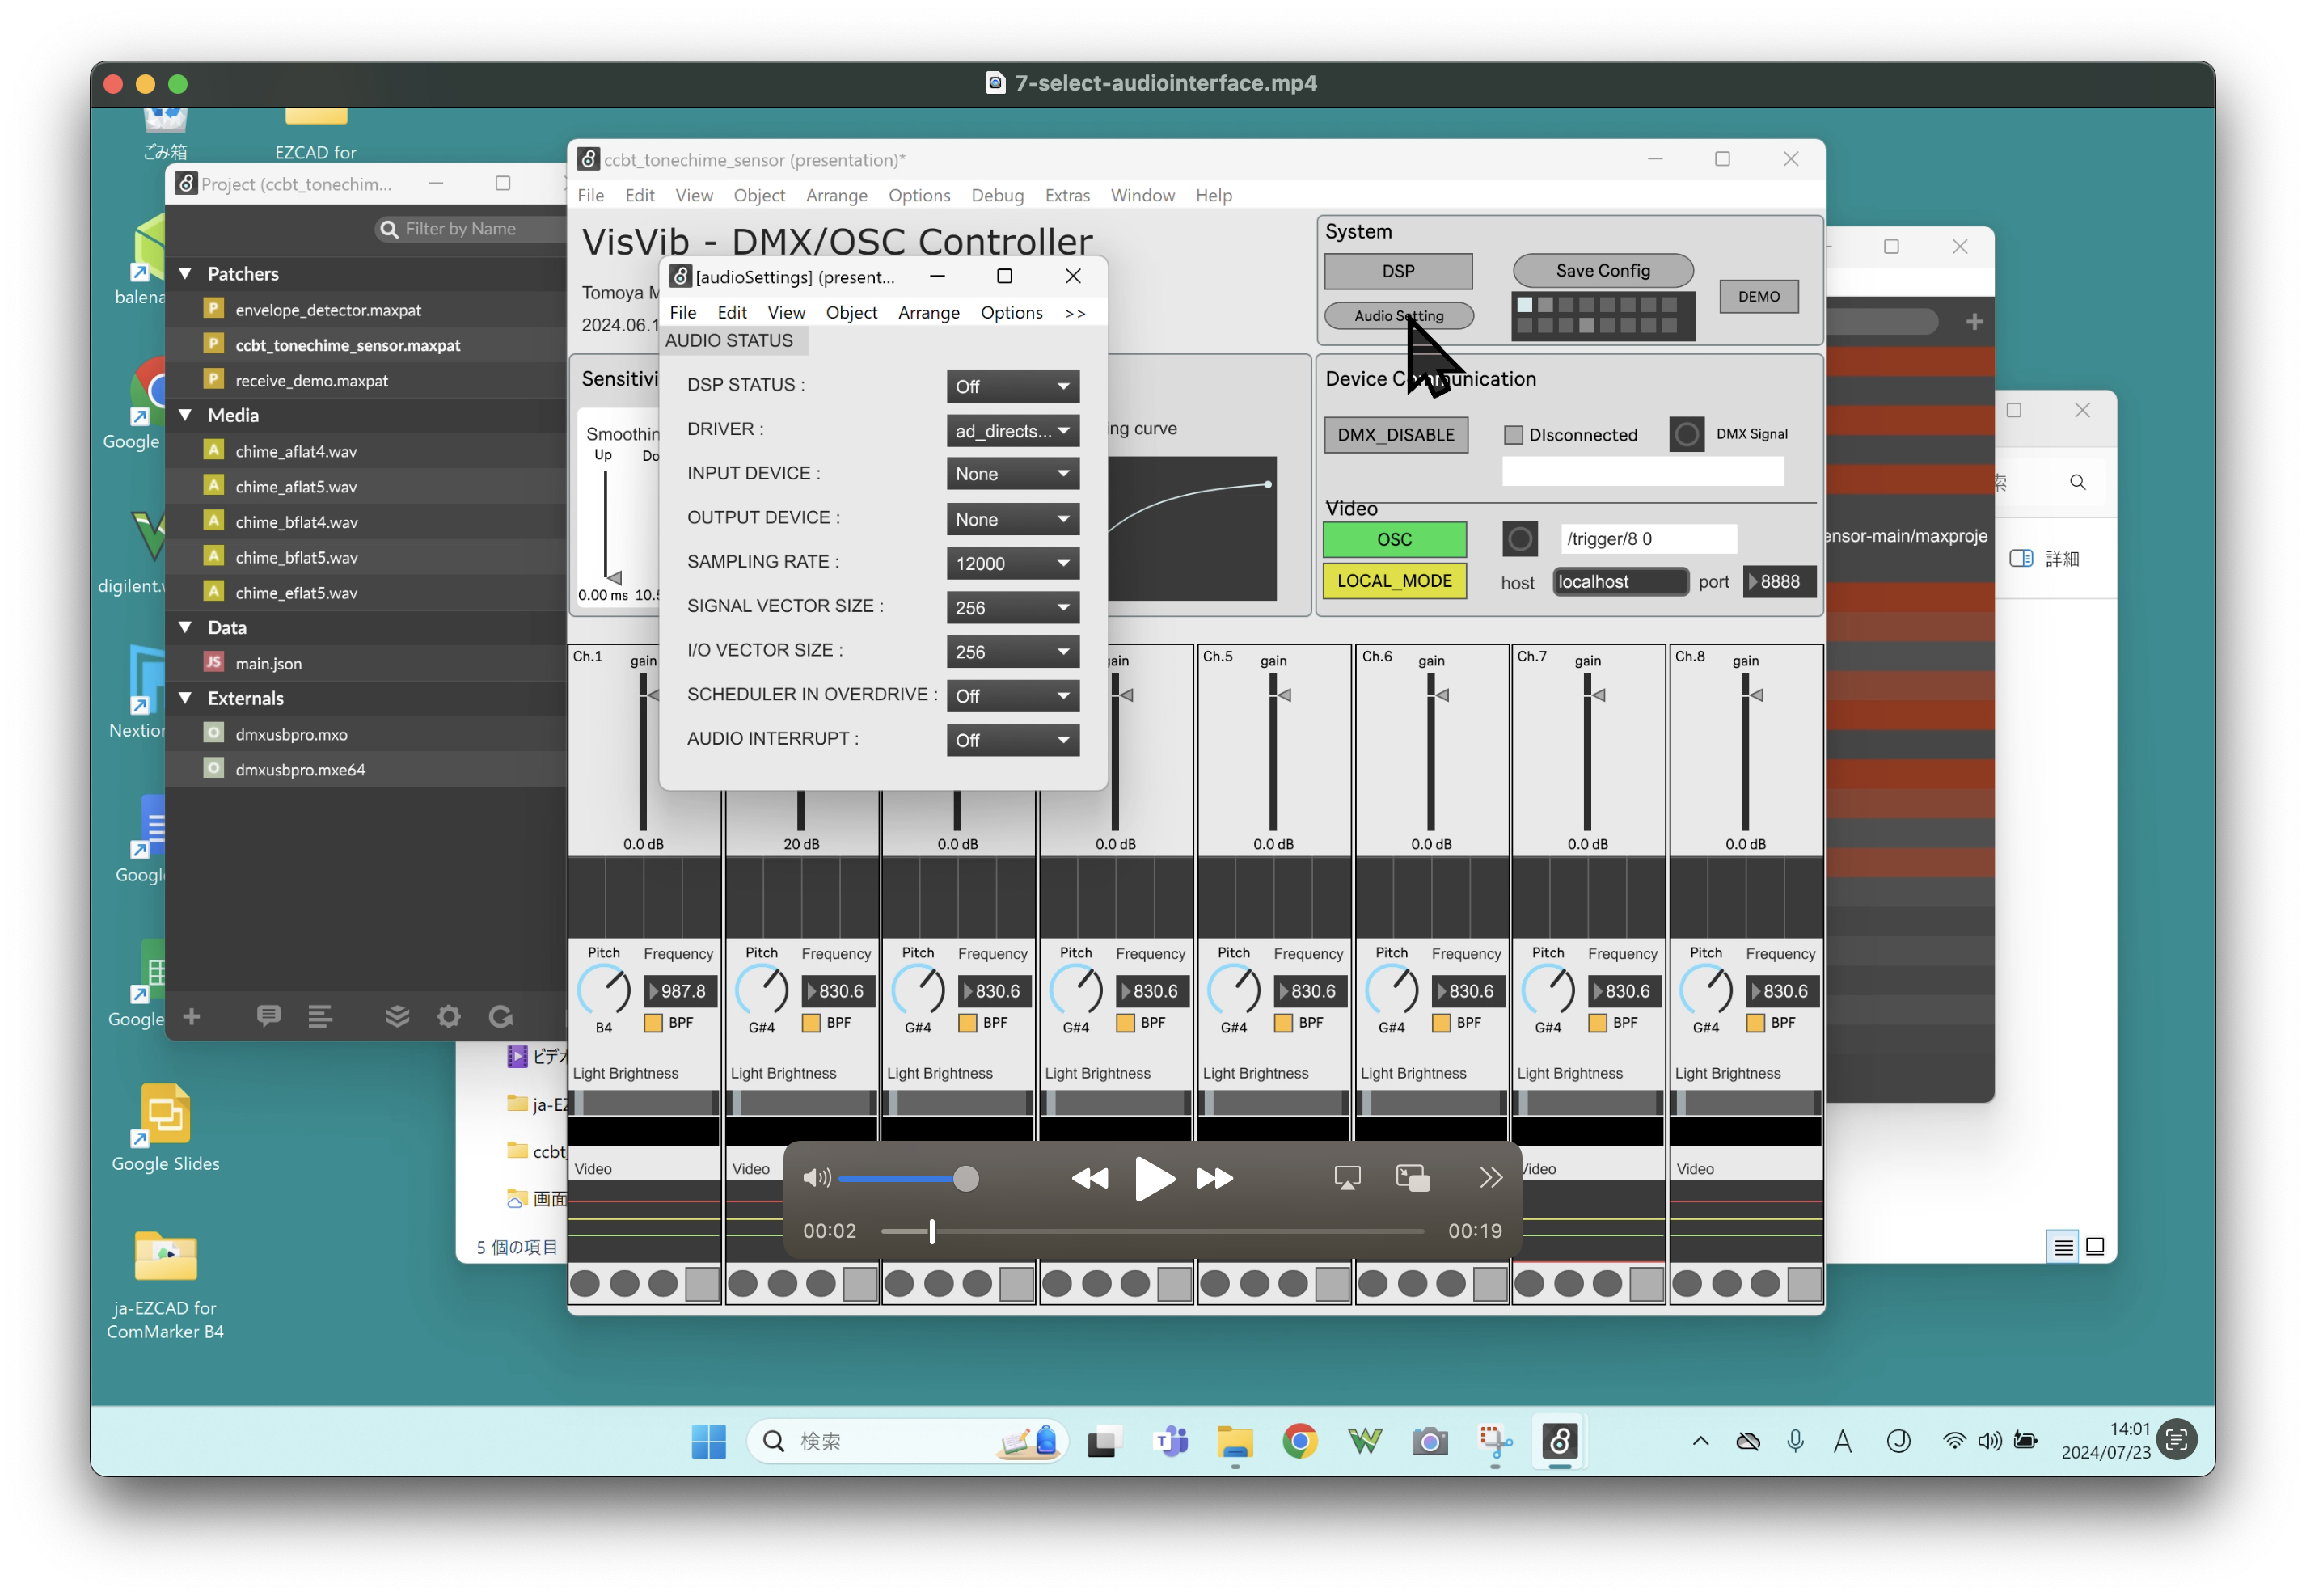 7-select-audiointerface.mp4
ごみ箱
EZCAD for
balena
Google
digilent.w
Nextion
Googl
Google
Google Slides
ja-EZCAD for
ComMarker B4
Project (ccbt_tonechim...
Filter by Name
Patchers
envelope_detector.maxpat
ccbt_tonechime_sensor.maxpat
receive_demo.maxpat
Media
chime_aflat4.wav
chime_aflat5.wav
chime_bflat4.wav
chime_bflat5.wav
chime_eflat5.wav
Data
main.json
Externals
dmxusbpro.mxo
dmxusbpro.mxe64
ビデオ
ja-EZ
ccbt_
画面
5 個の項目
ccbt_tonechime_sensor (presentation)*
File Edit View Object Arrange Options Debug Extras Window Help
VisVib - DMX/OSC Controller
Tomoya M
2024.06.1
System
DSP
Save Config
DEMO
Audio Setting
[audioSettings] (present...
File Edit View Object Arrange Options >>
AUDIO STATUS
DSP STATUS : Off
DRIVER : ad_directs...
INPUT DEVICE : None
OUTPUT DEVICE : None
SAMPLING RATE : 12000
SIGNAL VECTOR SIZE : 256
I/O VECTOR SIZE : 256
SCHEDULER IN OVERDRIVE : Off
AUDIO INTERRUPT : Off
Sensitivi
Smoothin
Up Do
0.00 ms 10.5
ng curve
Device Communication
DMX_DISABLE
DIsconnected
DMX Signal
Video
OSC
/trigger/8 0
LOCAL_MODE
host localhost port 8888
ensor-main/maxproje
索
詳細
Ch.1 gain
gain
Ch.5 gain
Ch.6 gain
Ch.7 gain
Ch.8 gain
0.0 dB 20 dB 0.0 dB 0.0 dB 0.0 dB 0.0 dB 0.0 dB 0.0 dB
Pitch Frequency Pitch Frequency Pitch Frequency Pitch Frequency Pitch Frequency Pitch Frequency Pitch Frequency Pitch Frequency
987.8 830.6 830.6 830.6 830.6 830.6 830.6 830.6
B4 BPF G#4 BPF G#4 BPF G#4 BPF G#4 BPF G#4 BPF G#4 BPF G#4 BPF
Light Brightness Light Brightness Light Brightness Light Brightness Light Brightness Light Brightness Light Brightness Light Brightness
Video Video Video Video
00:02 00:19
検索
A
14:01
2024/07/23